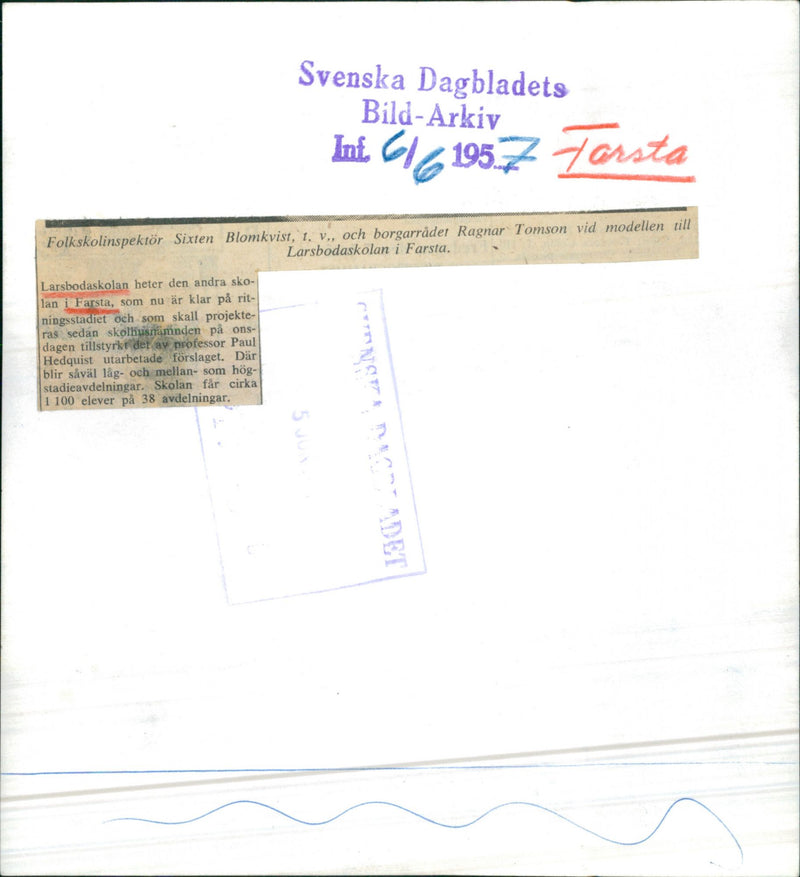 Svenska Dagbladets
Bild-Arkiv
Inf. 6/6 1957 Farsta
Folkskolinspektör Sixten Blomkvist, t. v., och borgarrådet Ragnar Tomson vid modellen till
Larsbodaskolan i Farsta.
Larsbodaskolan heter den andra sko-
lan i Farsta, som nu är klar på rit-
ningsstadiet och som skall projekte-
ras sedan skolhusnämnden på ons-
dagen tillstyrkt det av professor Paul
Hedquist utarbetade förslaget. Där
blir såväl låg- och mellan- som hög-
stadieavdelningar. Skolan får cirka
1 100 elever på 38 avdelningar.
SVENSKA DAGBLADET